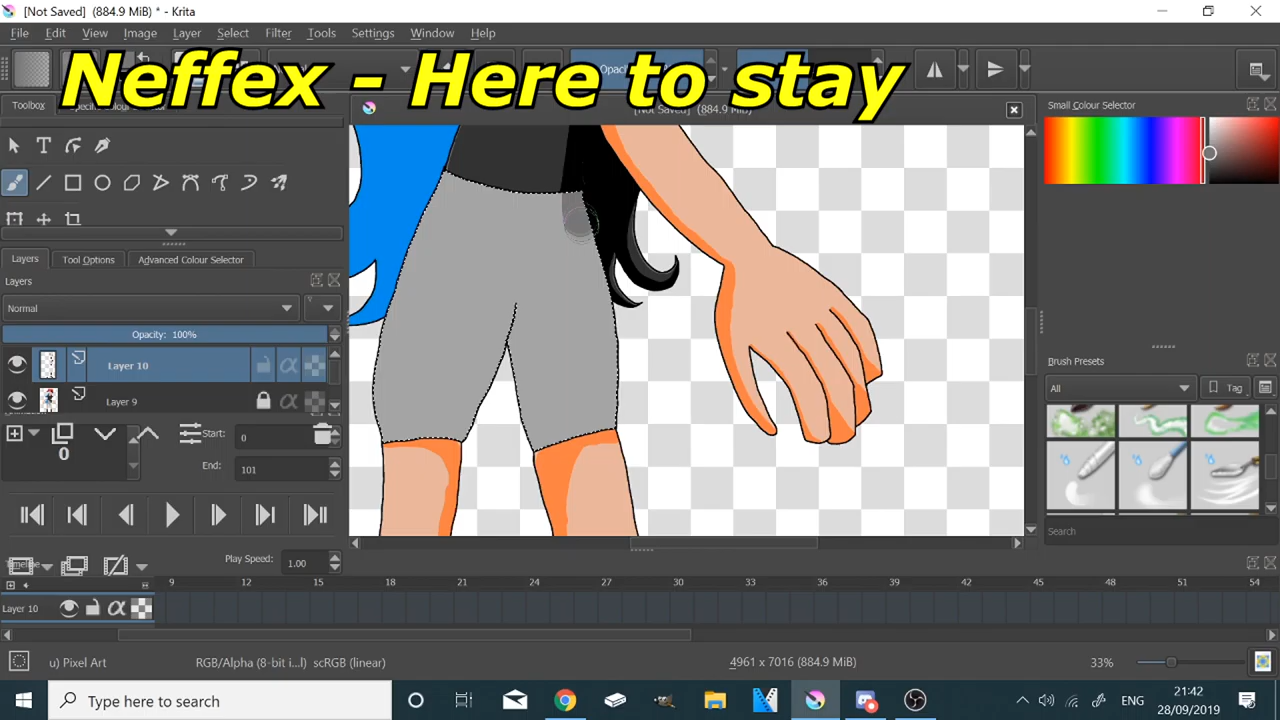 [Not Saved] (884.9 MiB) * - Krita
File Edit View Image Layer Select Filter Tools Settings Window Help
Neffex - Here to stay
Toolbox
[Not Saved] (884.9 MiB)
Small Colour Selector
Layers Tool Options Advanced Colour Selector
Layers
Normal
Opacity: 100%
Layer 10
Layer 9
Start: 0
0
End: 101
Brush Presets
All Tag
Search
Play Speed: 1.00
9 12 15 18 21 24 27 30 33 36 39 42 45 48 51 54
Layer 10
u) Pixel Art RGB/Alpha (8-bit i...l) scRGB (linear) 4961 x 7016 (884.9 MiB) 33%
Type here to search
ENG
21:42
28/09/2019